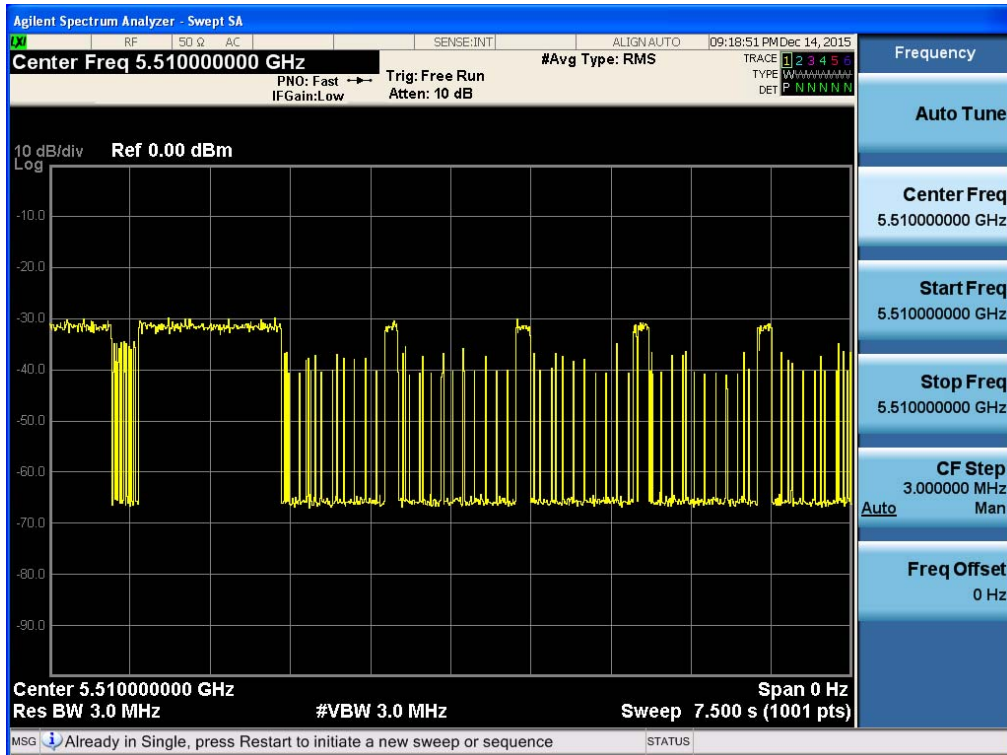 Agilent Spectrum Analyzer - Swept SA
LXI RF 50 Ω AC SENSE:INT ALIGN AUTO 09:18:51 PM Dec 14, 2015
Center Freq 5.510000000 GHz
PNO: Fast
IFGain:Low
Trig: Free Run
Atten: 10 dB
#Avg Type: RMS
TRACE 1 2 3 4 5 6
TYPE
DET P N N N N N
10 dB/div Ref 0.00 dBm
Log
-10.0
-20.0
-30.0
-40.0
-50.0
-60.0
-70.0
-80.0
-90.0
Center 5.510000000 GHz Span 0 Hz
Res BW 3.0 MHz #VBW 3.0 MHz Sweep 7.500 s (1001 pts)
MSG Already in Single, press Restart to initiate a new sweep or sequence STATUS
Frequency
Auto Tune
Center Freq
5.510000000 GHz
Start Freq
5.510000000 GHz
Stop Freq
5.510000000 GHz
CF Step
3.000000 MHz
Auto Man
Freq Offset
0 Hz